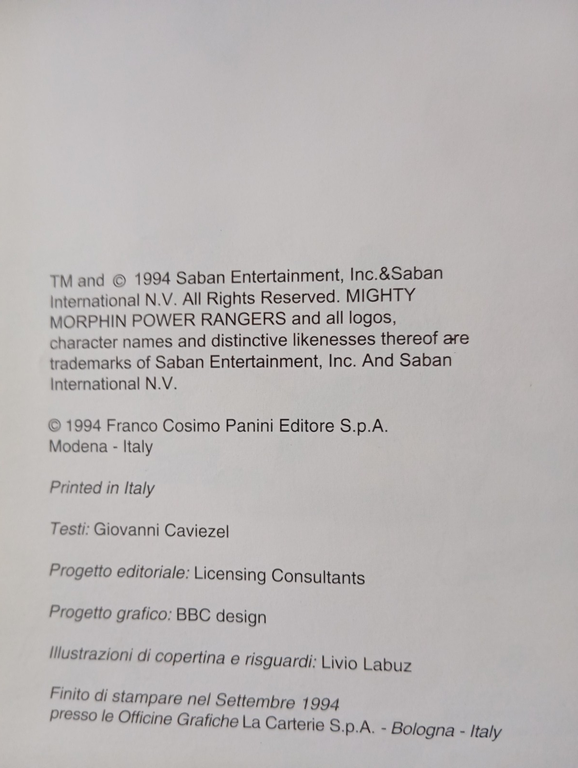 TM and © 1994 Saban Entertainment, Inc.&Saban
International N.V. All Rights Reserved. MIGHTY
MORPHIN POWER RANGERS and all logos,
character names and distinctive likenesses thereof are
trademarks of Saban Entertainment, Inc. And Saban
International N.V.
© 1994 Franco Cosimo Panini Editore S.p.A.
Modena - Italy
Printed in Italy
Testi: Giovanni Caviezel
Progetto editoriale: Licensing Consultants
Progetto grafico: BBC design
Illustrazioni di copertina e risguardi: Livio Labuz
Finito di stampare nel Settembre 1994
presso le Officine Grafiche La Carterie S.p.A. - Bologna - Italy